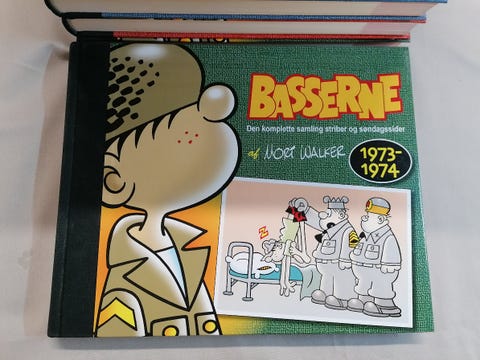 BASSERNE
Den komplette samling striber og søndagssider
af MORT WALKER
1973-
1974
Z